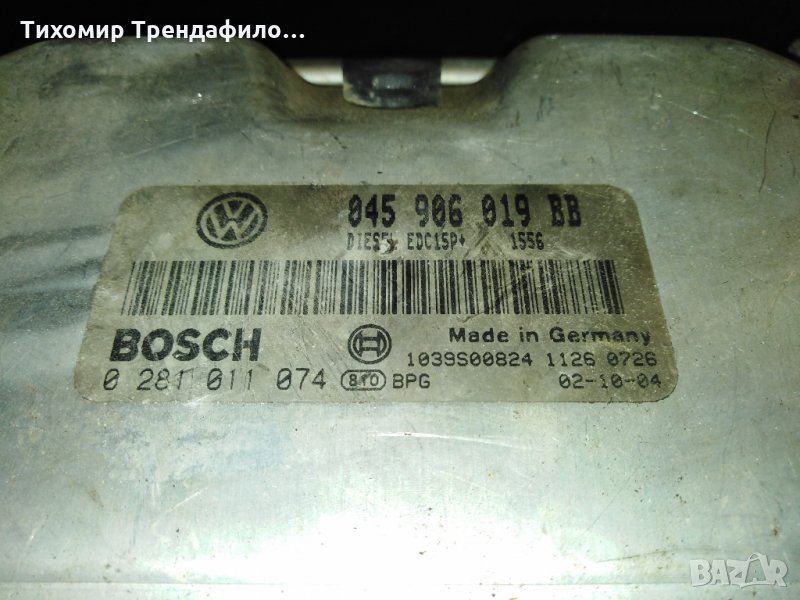 Тихомир Трендафило...
045 906 019 BB
DIESEL EDC15P+ 1556
BOSCH
Made in Germany
1039S00824 1126 0726
0 281 011 074 810 BPG 02-10-04
BAZAR